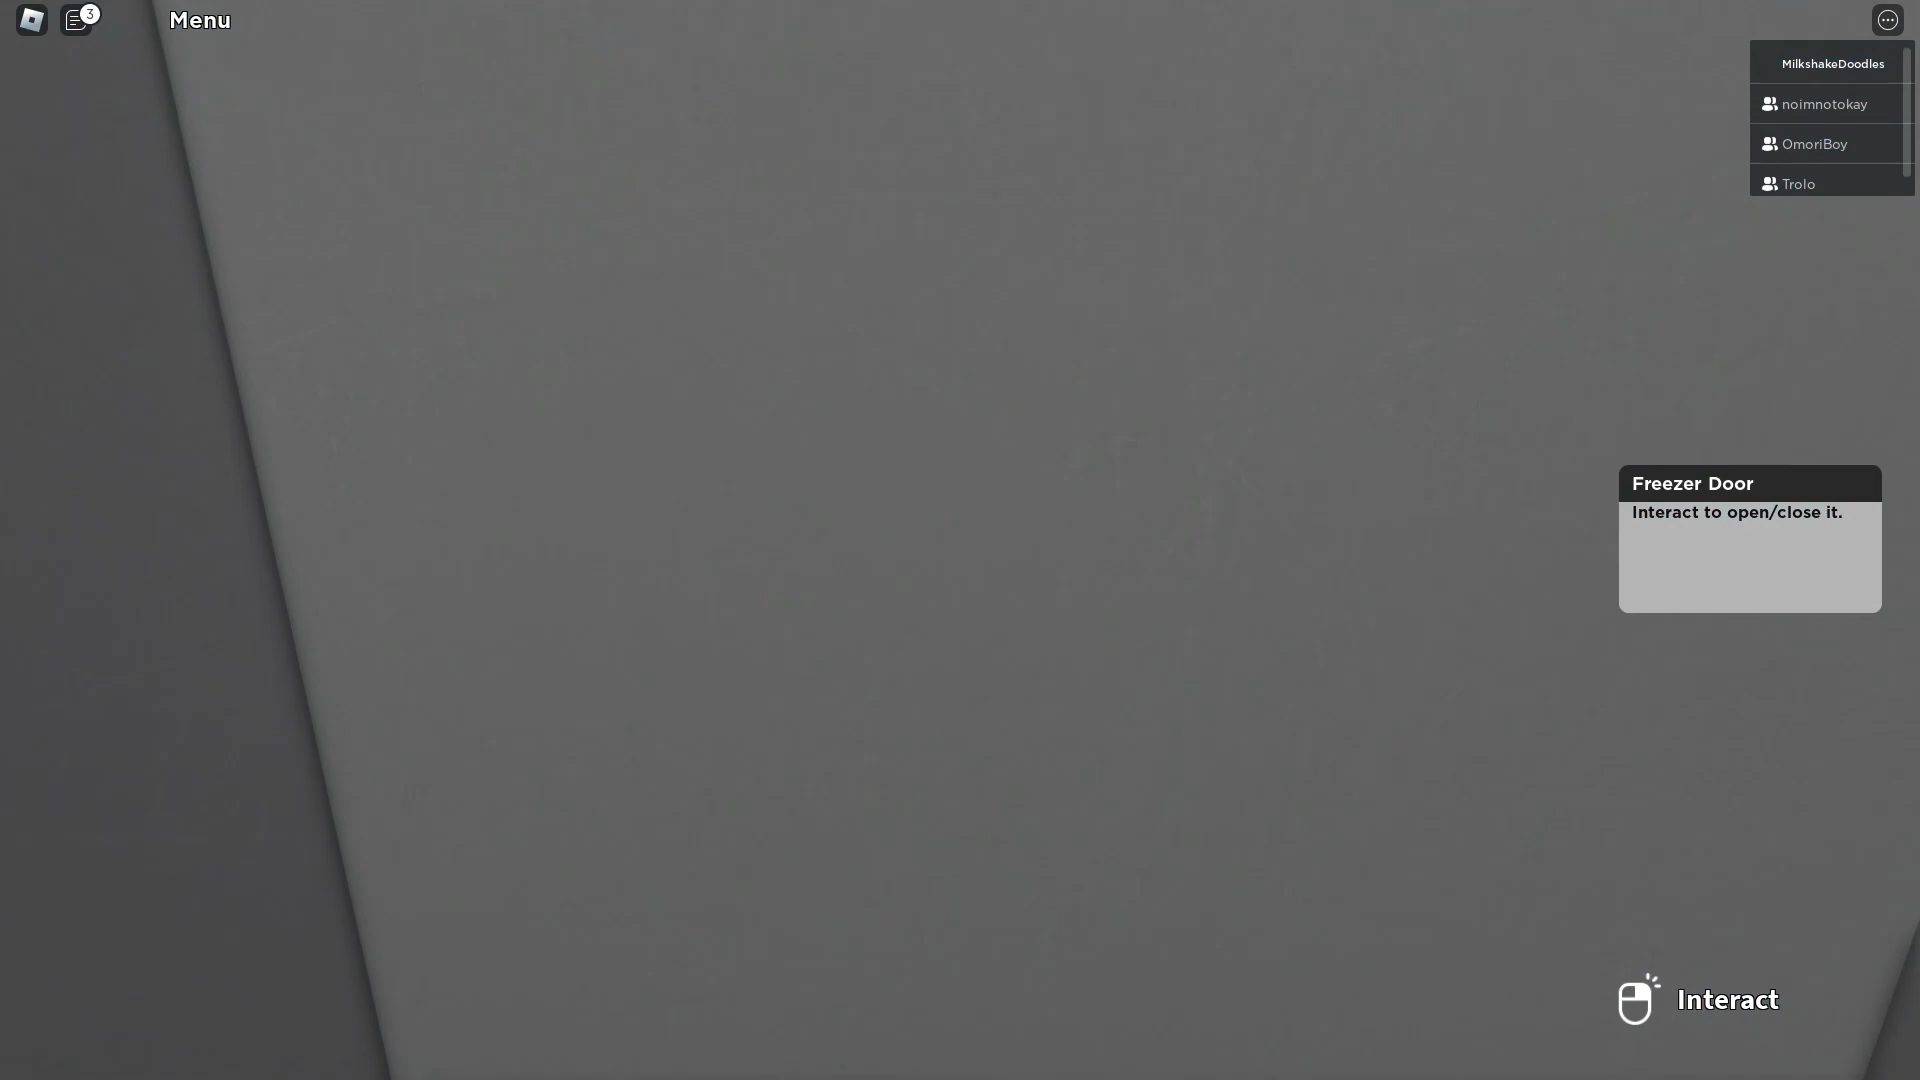 3
Menu
MilkshakeDoodles
noimnotokay
OmoriBoy
Trolo
Freezer Door
Interact to open/close it.
Interact